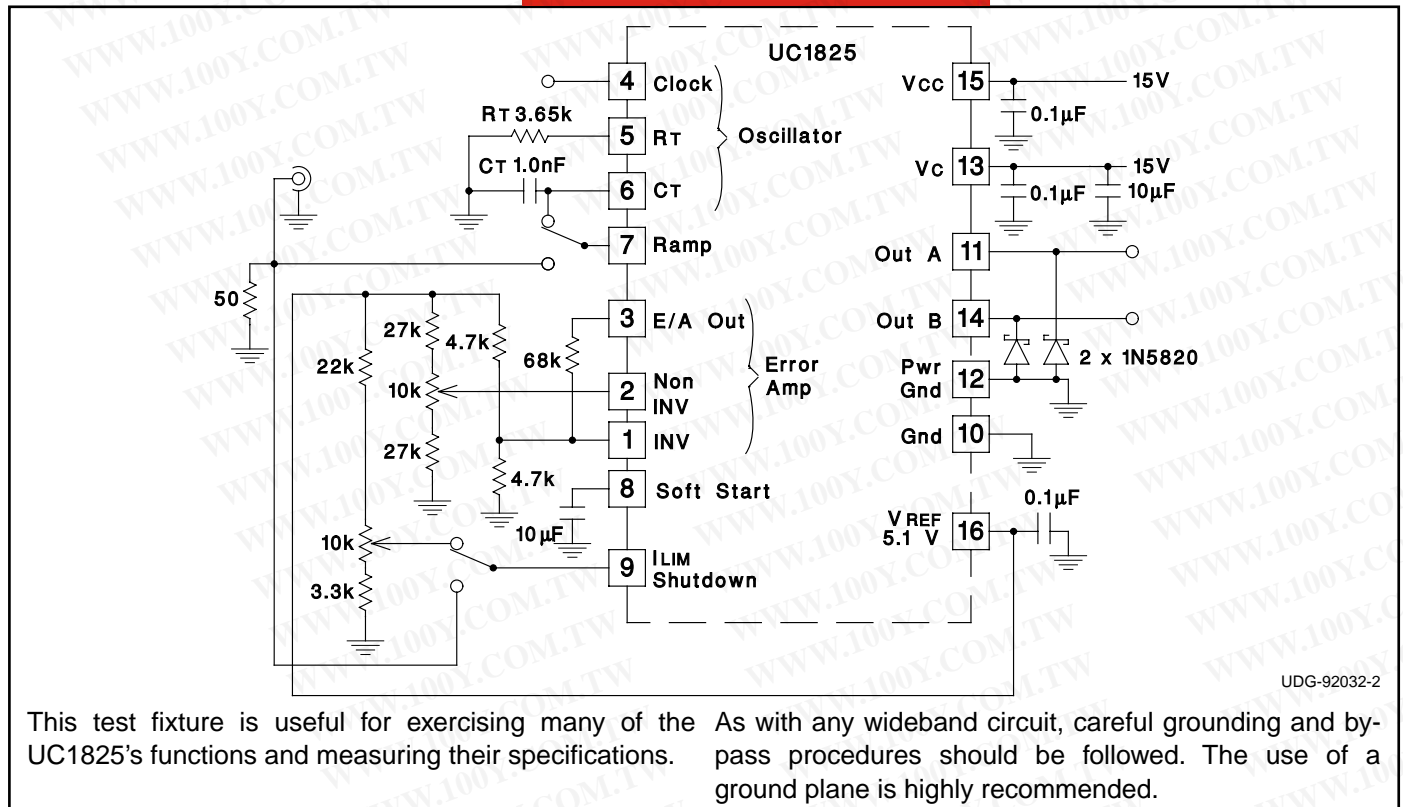 UC1825
4 Clock
RT 3.65k
5 RT
Oscillator
CT 1.0nF
6 CT
7 Ramp
50
27k
4.7k
3 E/A Out
22k
68k
Error
Amp
10k
2 Non
INV
1 INV
27k
4.7k
8 Soft Start
10µF
10k
9 ILIM
Shutdown
3.3k
VCC 15
15V
0.1µF
VC 13
15V
0.1µF
10µF
Out A 11
Out B 14
2 x 1N5820
Pwr
Gnd 12
Gnd 10
0.1µF
VREF
5.1 V 16
UDG-92032-2
This test fixture is useful for exercising many of the
UC1825's functions and measuring their specifications.
As with any wideband circuit, careful grounding and by-
pass procedures should be followed. The use of a
ground plane is highly recommended.
WWW.100Y.COM.TW